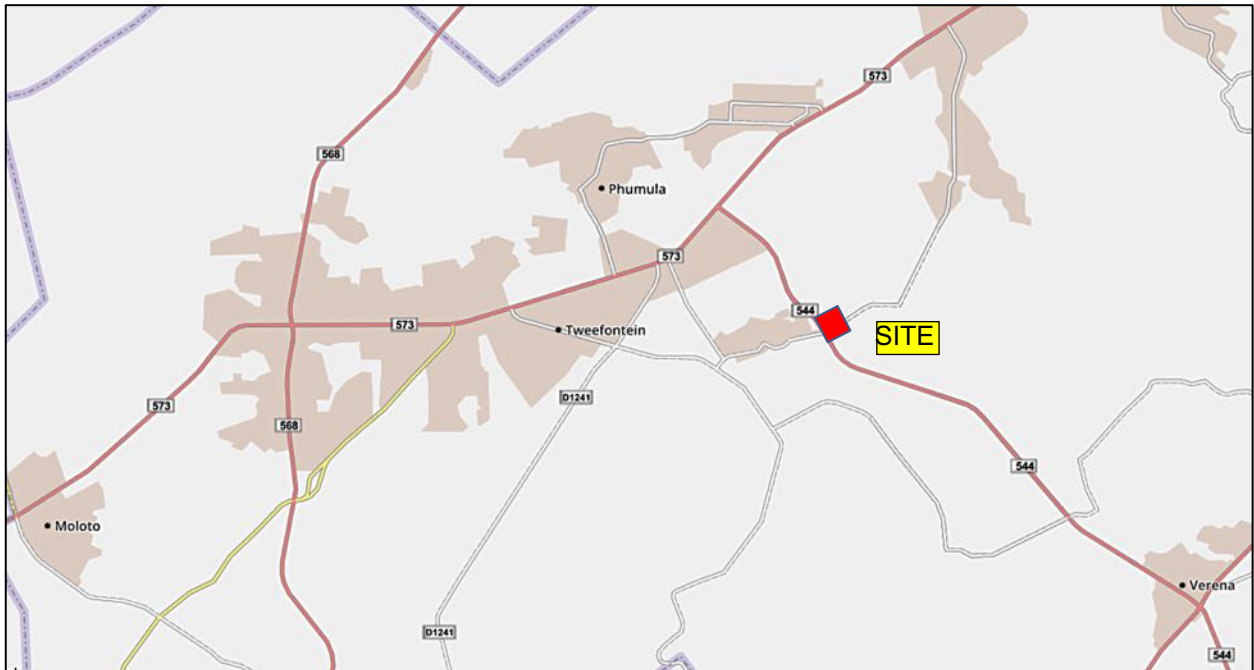 573
568
Phumula
573
544
SITE
573
Tweefontein
D1241
573
568
544
Moloto
Verena
D1241
544